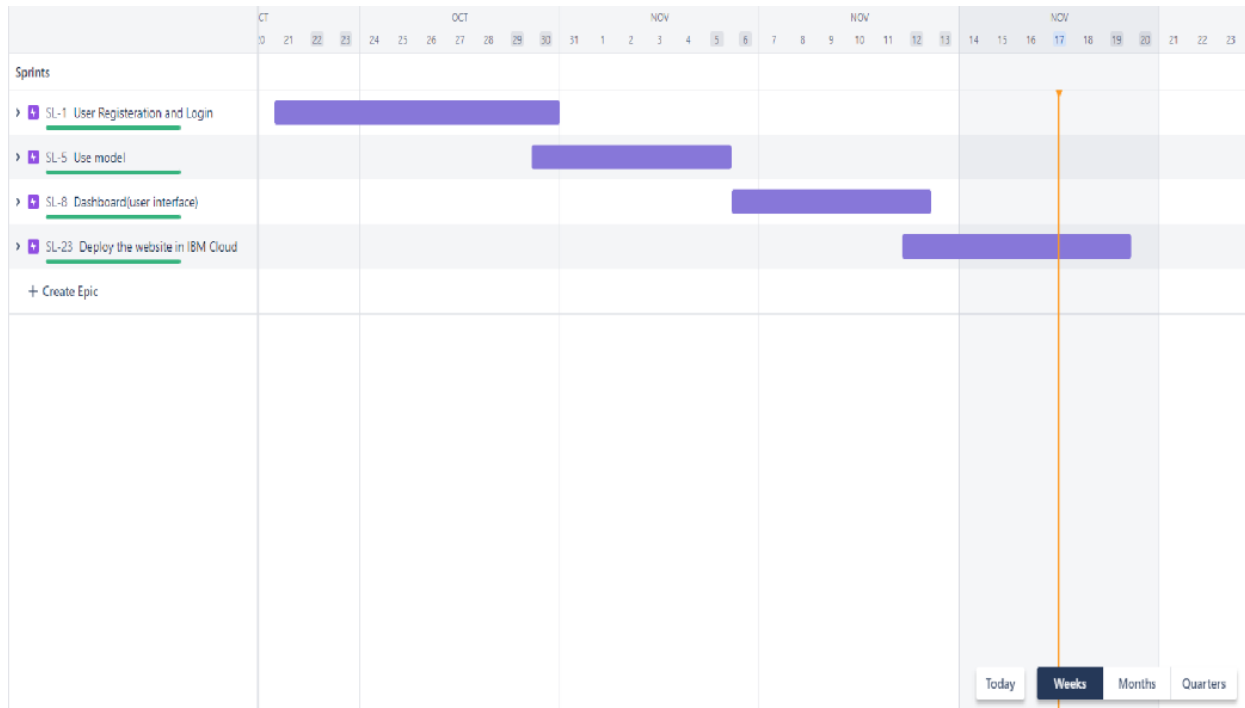 CT OCT NOV NOV NOV
20 21 22 23 24 25 26 27 28 29 30 31 1 2 3 4 5 6 7 8 9 10 11 12 13 14 15 16 17 18 19 20 21 22 23
Sprints
SL-1 User Registeration and Login
SL-5 Use model
SL-8 Dashboard(user interface)
SL-23 Deploy the website in IBM Cloud
+ Create Epic
Today Weeks Months Quarters